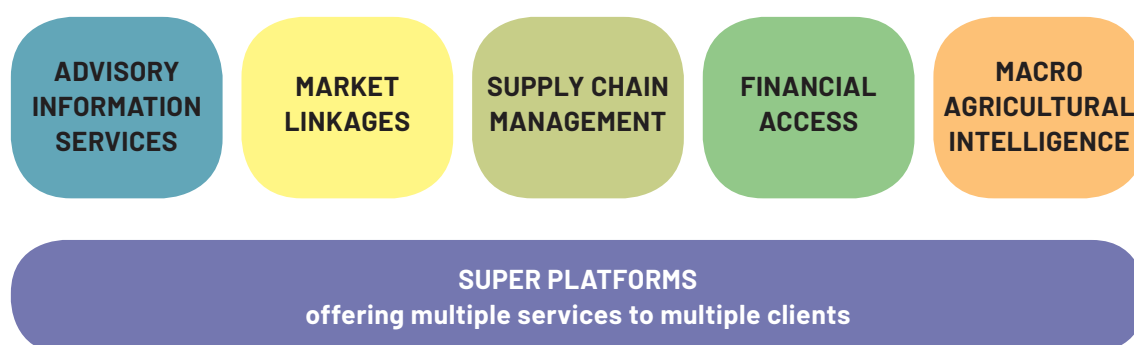 ADVISORY
INFORMATION
SERVICES
MARKET
LINKAGES
SUPPLY CHAIN
MANAGEMENT
FINANCIAL
ACCESS
MACRO
AGRICULTURAL
INTELLIGENCE
SUPER PLATFORMS
offering multiple services to multiple clients